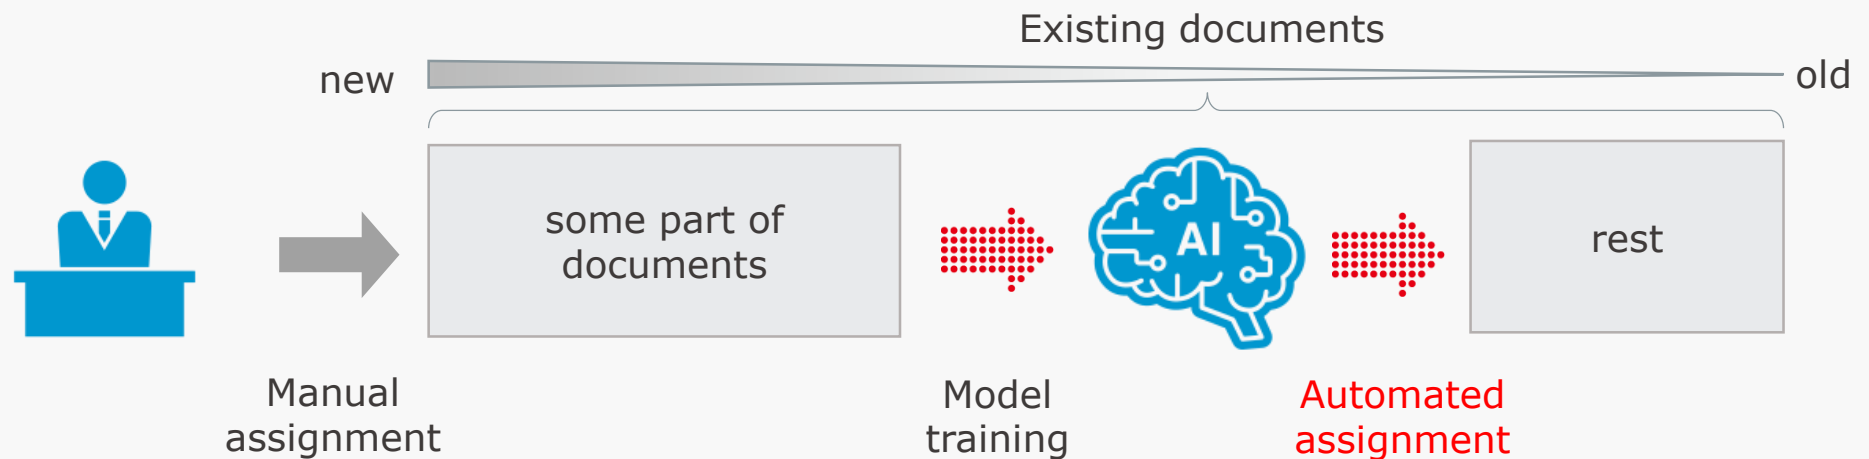 Existing documents
new
old
some part of
documents
AI
rest
Manual
assignment
Model
training
Automated
assignment